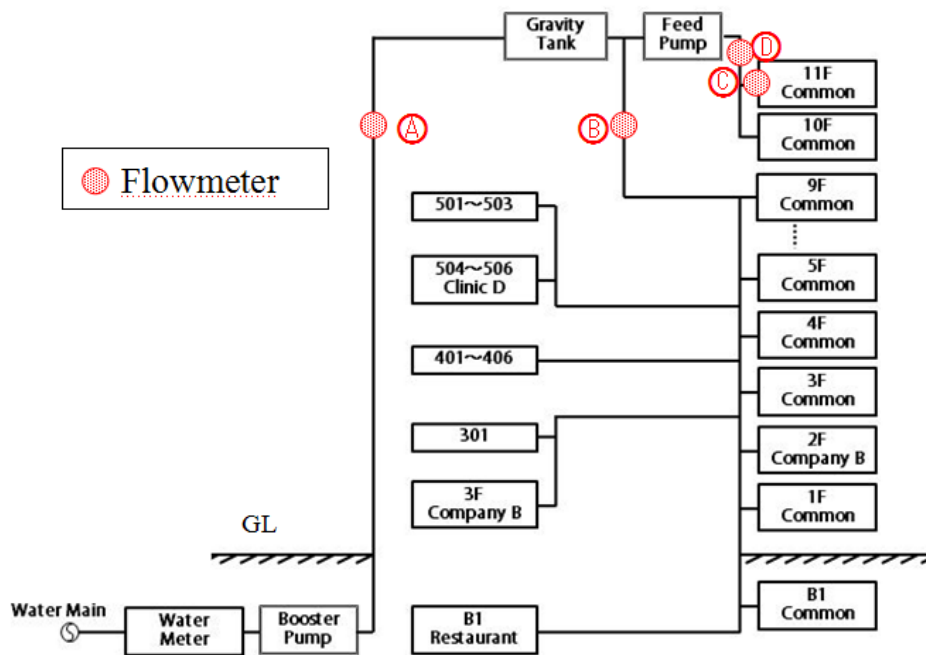 Gravity
Tank
Feed
Pump
D
C
11F
Common
A
B
10F
Common
Flowmeter
9F
Common
501～503
504～506
Clinic D
5F
Common
4F
Common
401～406
3F
Common
301
2F
Company B
3F
Company B
1F
Common
GL
Water Main
Water
Meter
Booster
Pump
B1
Restaurant
B1
Common